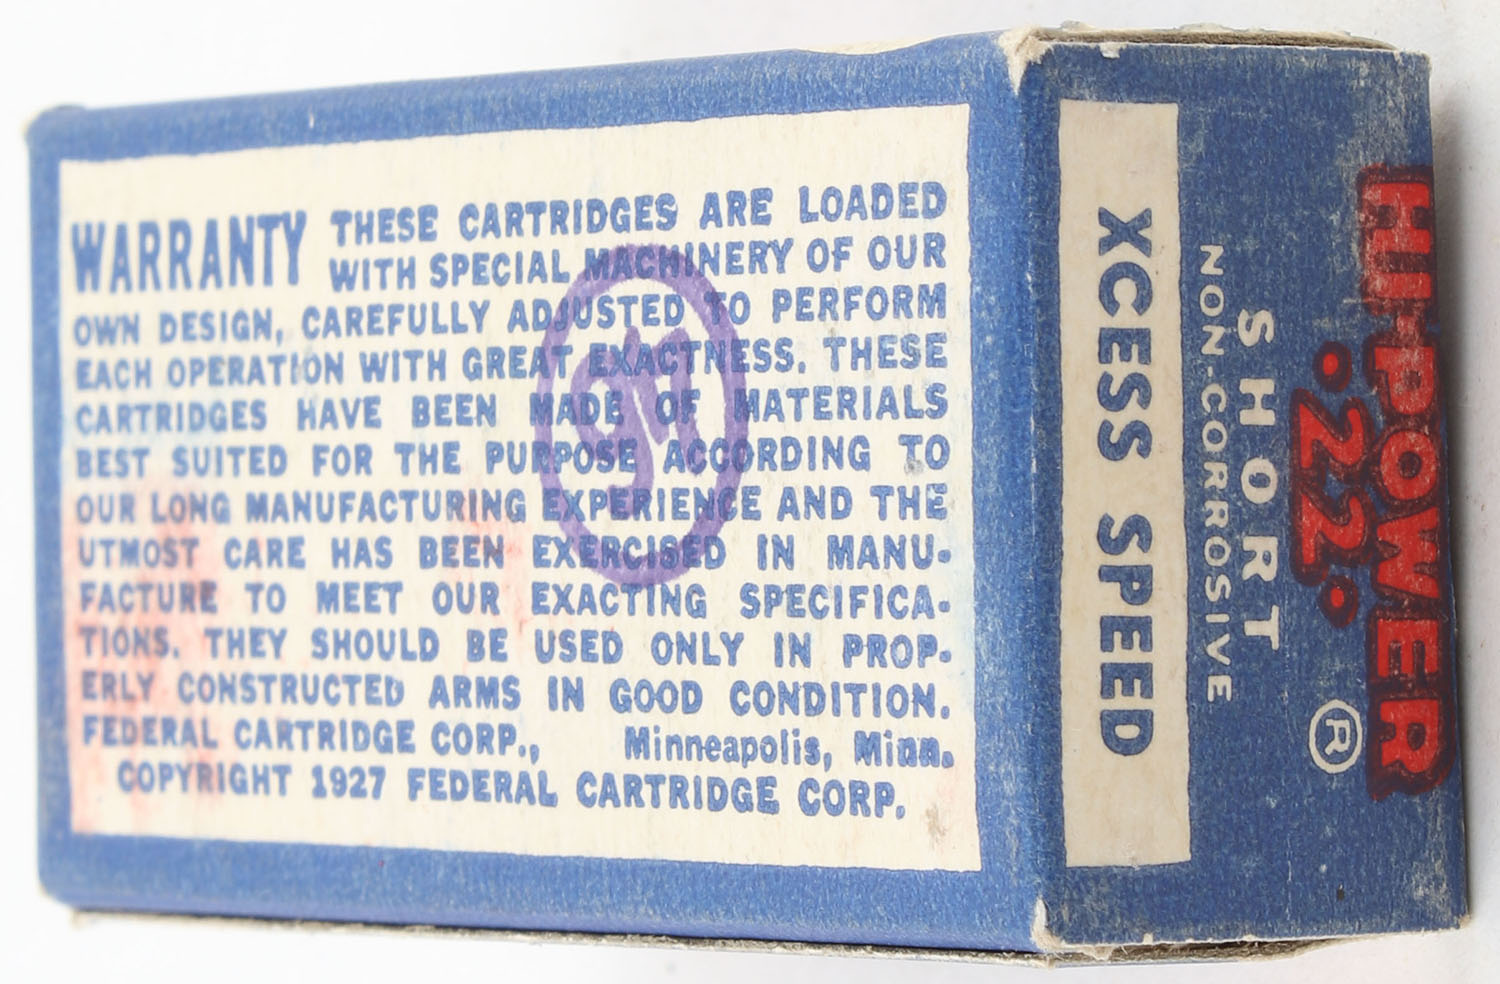 WARRANTY THESE CARTRIDGES ARE LOADED
WITH SPECIAL MACHINERY OF OUR
OWN DESIGN, CAREFULLY ADJUSTED TO PERFORM
EACH OPERATION WITH GREAT EXACTNESS. THESE
CARTRIDGES HAVE BEEN MADE OF MATERIALS
BEST SUITED FOR THE PURPOSE ACCORDING TO
OUR LONG MANUFACTURING EXPERIENCE AND THE
UTMOST CARE HAS BEEN EXERCISED IN MANU-
FACTURE TO MEET OUR EXACTING SPECIFICA-
TIONS. THEY SHOULD BE USED ONLY IN PROP-
ERLY CONSTRUCTED ARMS IN GOOD CONDITION.
FEDERAL CARTRIDGE CORP., Minneapolis, Minn.
COPYRIGHT 1927 FEDERAL CARTRIDGE CORP.
HI-POWER ®
·22·
SHORT
NON-CORROSIVE
XCESS SPEED